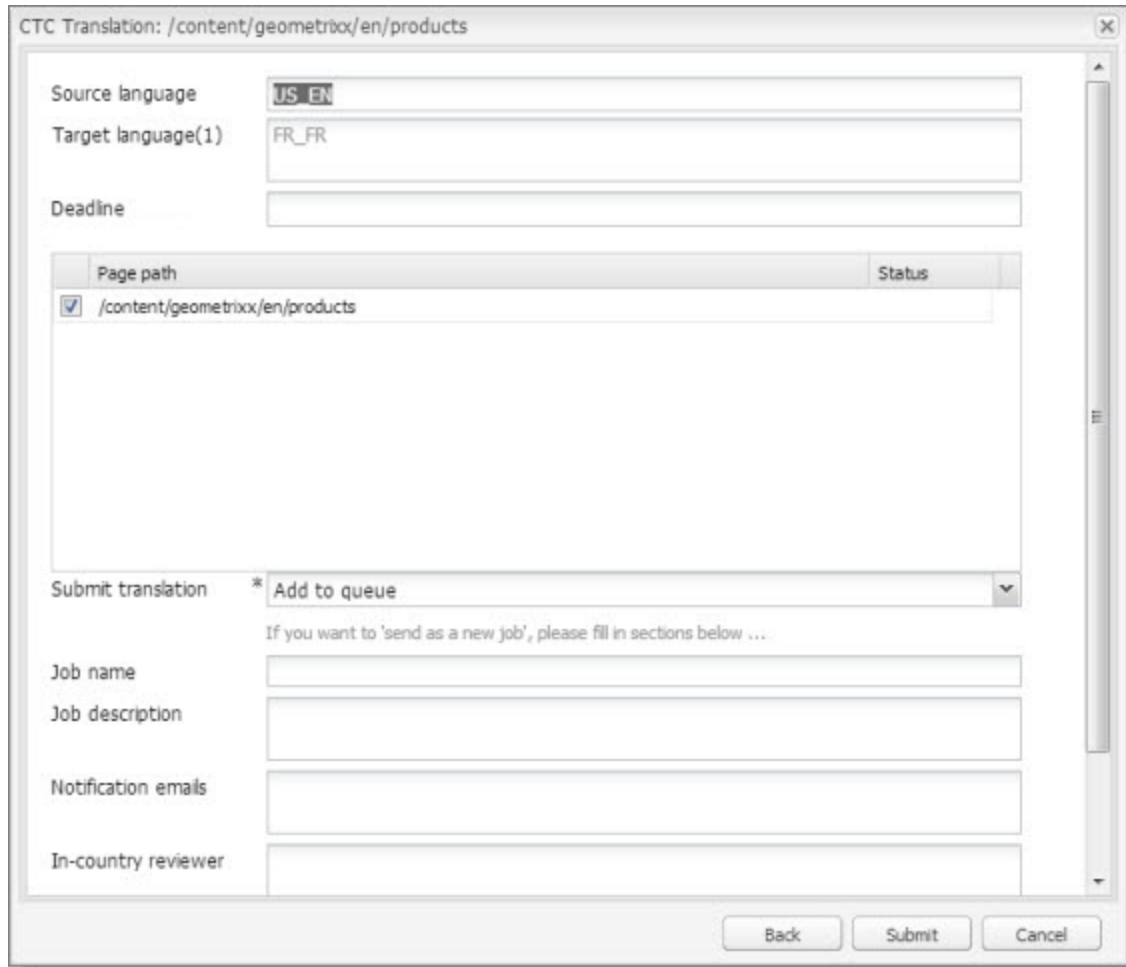 CTC Translation: /content/geometrixx/en/products
Source language US_EN
Target language(1) FR_FR
Deadline
Page path Status
/content/geometrixx/en/products
Submit translation * Add to queue
If you want to 'send as a new job', please fill in sections below ...
Job name
Job description
Notification emails
In-country reviewer
Back Submit Cancel